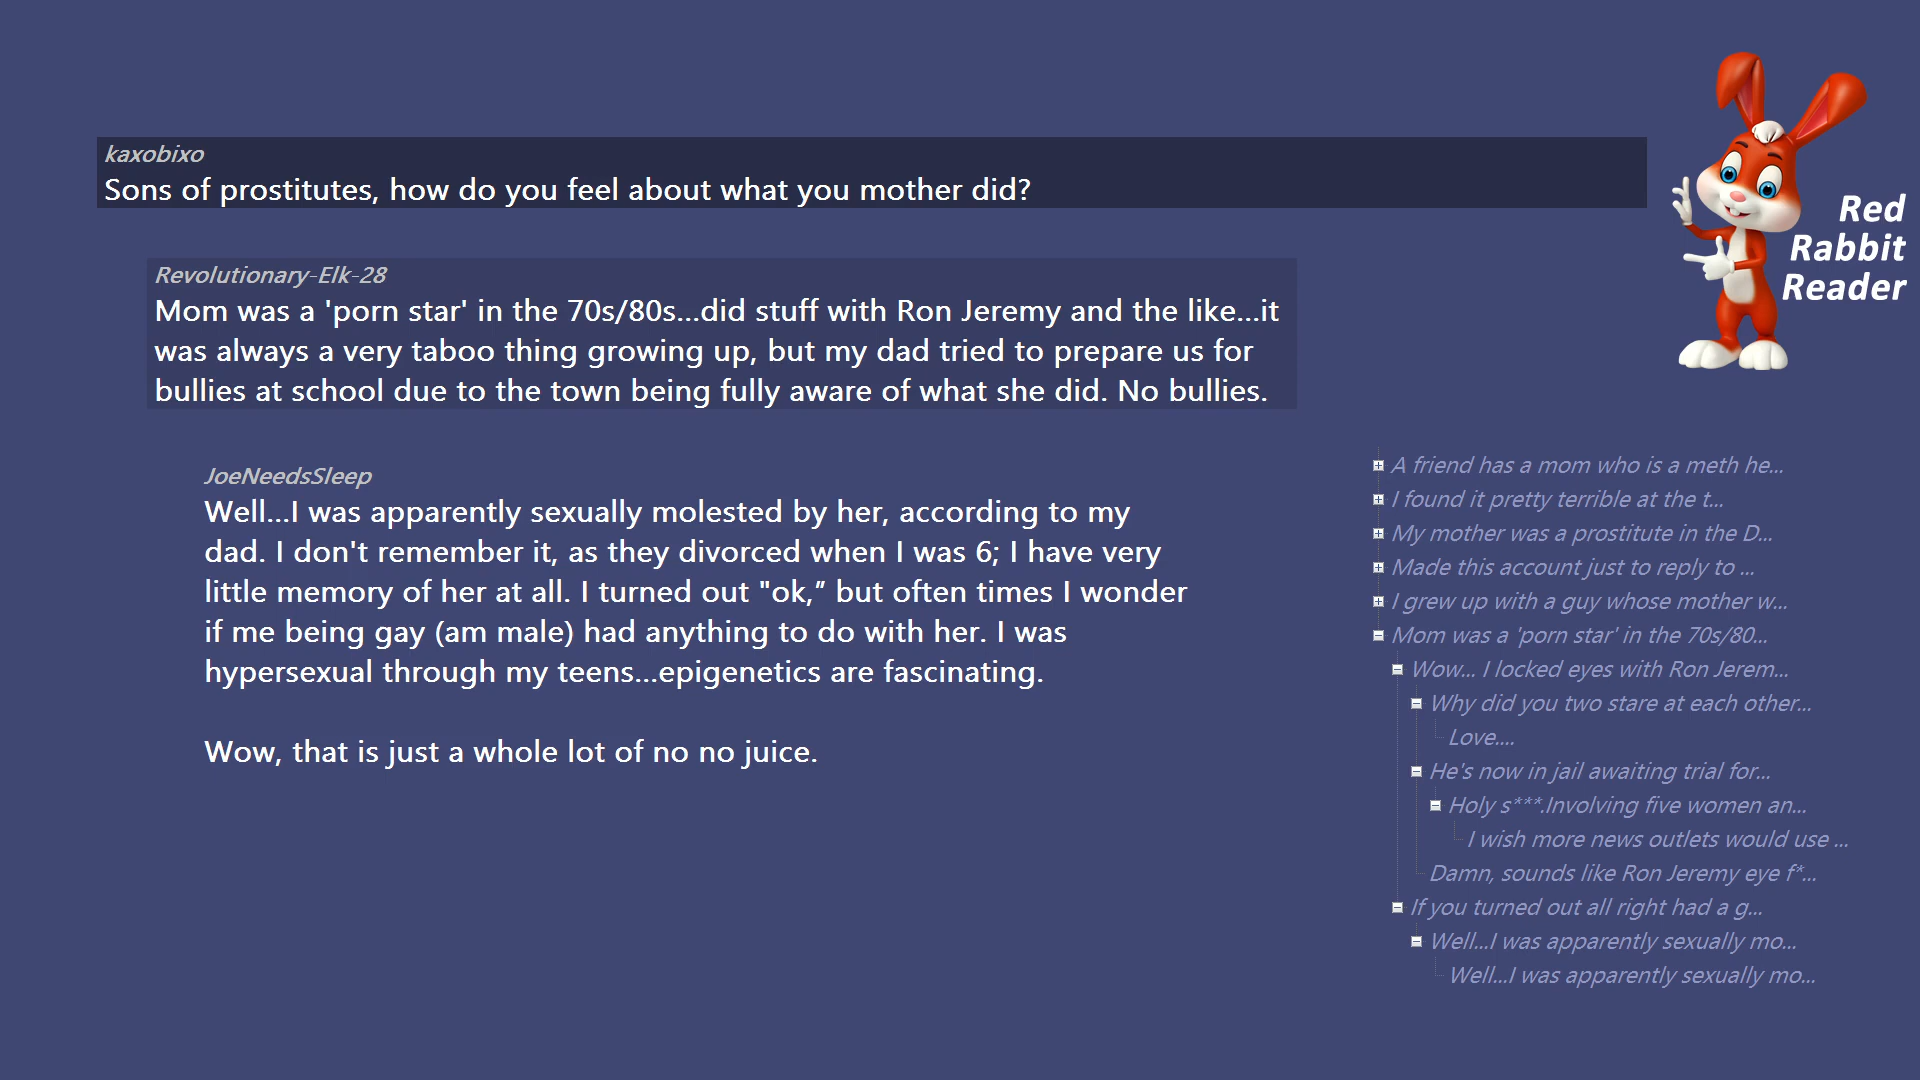 kaxobixo
Sons of prostitutes, how do you feel about what you mother did?
Revolutionary-Elk-28
Mom was a 'porn star' in the 70s/80s...did stuff with Ron Jeremy and the like...it
was always a very taboo thing growing up, but my dad tried to prepare us for
bullies at school due to the town being fully aware of what she did. No bullies.
JoeNeedsSleep
Well...I was apparently sexually molested by her, according to my
dad. I don't remember it, as they divorced when I was 6; I have very
little memory of her at all. I turned out "ok,” but often times I wonder
if me being gay (am male) had anything to do with her. I was
hypersexual through my teens...epigenetics are fascinating.
Wow, that is just a whole lot of no no juice.
Red
Rabbit
Reader
A friend has a mom who is a meth he...
I found it pretty terrible at the t...
My mother was a prostitute in the D...
Made this account just to reply to ...
I grew up with a guy whose mother w...
Mom was a 'porn star' in the 70s/80...
Wow... I locked eyes with Ron Jerem...
Why did you two stare at each other...
Love....
He's now in jail awaiting trial for...
Holy s***.Involving five women an...
I wish more news outlets would use ...
Damn, sounds like Ron Jeremy eye f*...
If you turned out all right had a g...
Well...I was apparently sexually mo...
Well...I was apparently sexually mo...